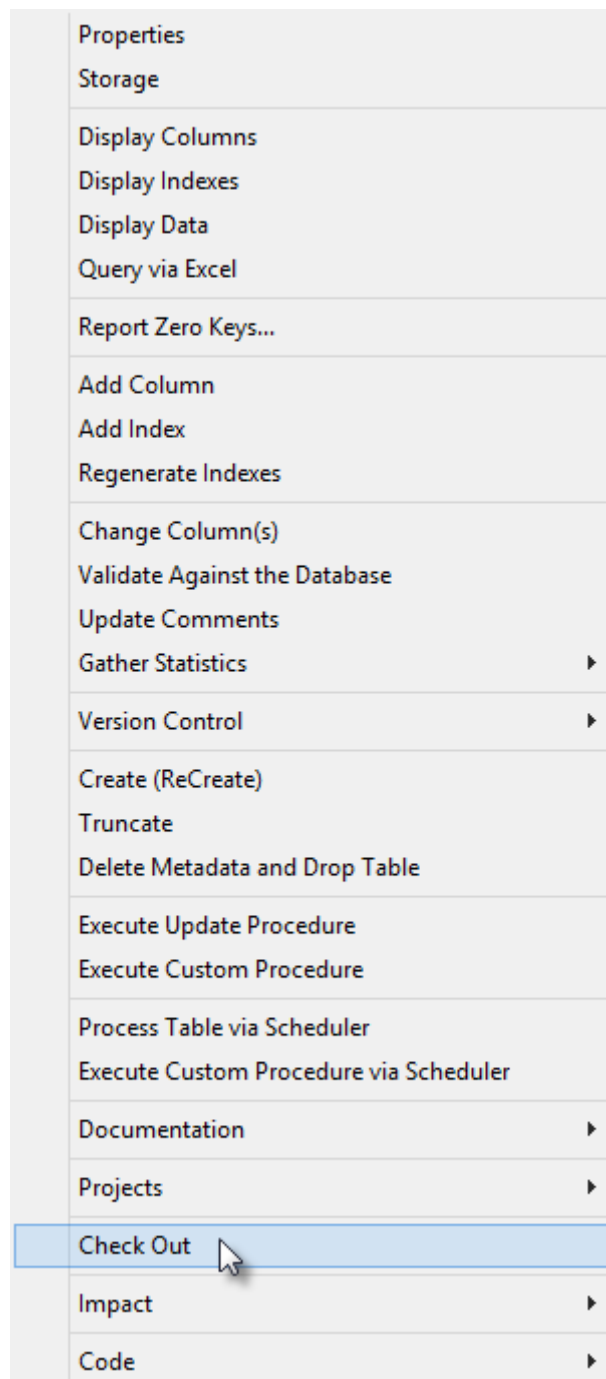 Properties
Storage
Display Columns
Display Indexes
Display Data
Query via Excel
Report Zero Keys...
Add Column
Add Index
Regenerate Indexes
Change Column(s)
Validate Against the Database
Update Comments
Gather Statistics
Version Control
Create (ReCreate)
Truncate
Delete Metadata and Drop Table
Execute Update Procedure
Execute Custom Procedure
Process Table via Scheduler
Execute Custom Procedure via Scheduler
Documentation
Projects
Check Out
Impact
Code